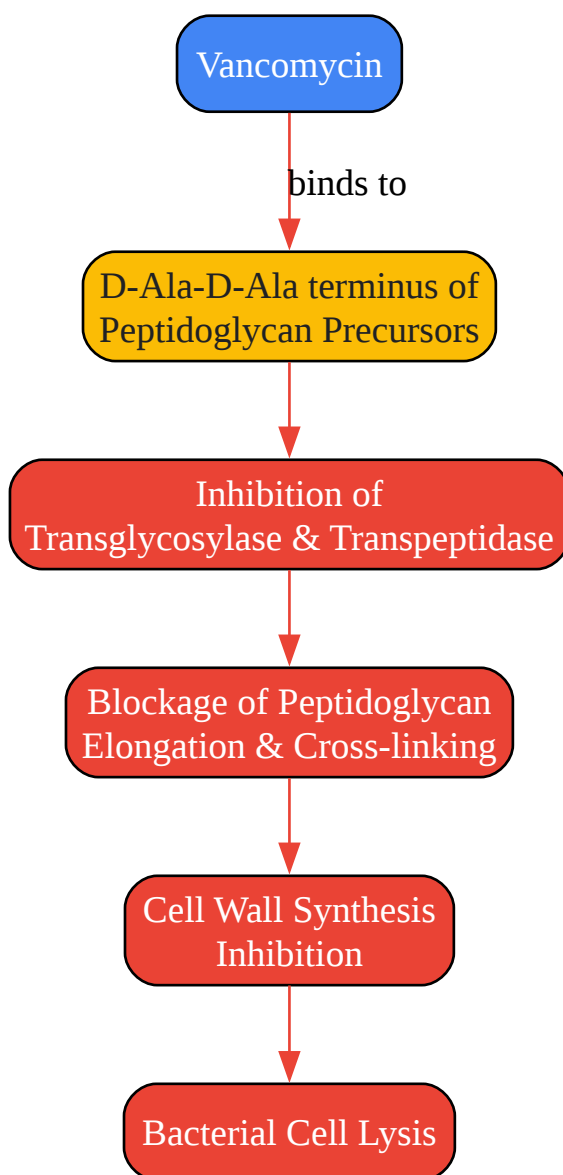 Vancomycin
binds to
D-Ala-D-Ala terminus of
Peptidoglycan Precursors
Inhibition of
Transglycosylase & Transpeptidase
Blockage of Peptidoglycan
Elongation & Cross-linking
Cell Wall Synthesis
Inhibition
Bacterial Cell Lysis